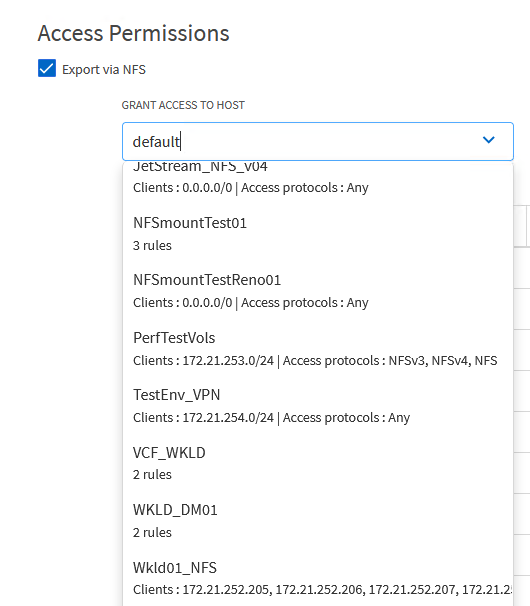 Access Permissions
Export via NFS
GRANT ACCESS TO HOST
default
JetStream_NFS_v04
Clients : 0.0.0.0/0 | Access protocols : Any
NFSmountTest01
3 rules
NFSmountTestReno01
Clients : 0.0.0.0/0 | Access protocols : Any
PerfTestVols
Clients : 172.21.253.0/24 | Access protocols : NFSv3, NFSv4, NFS
TestEnv_VPN
Clients : 172.21.254.0/24 | Access protocols : Any
VCF_WKLD
2 rules
WKLD_DM01
2 rules
Wkld01_NFS
Clients : 172.21.252.205, 172.21.252.206, 172.21.252.207, 172.21.2